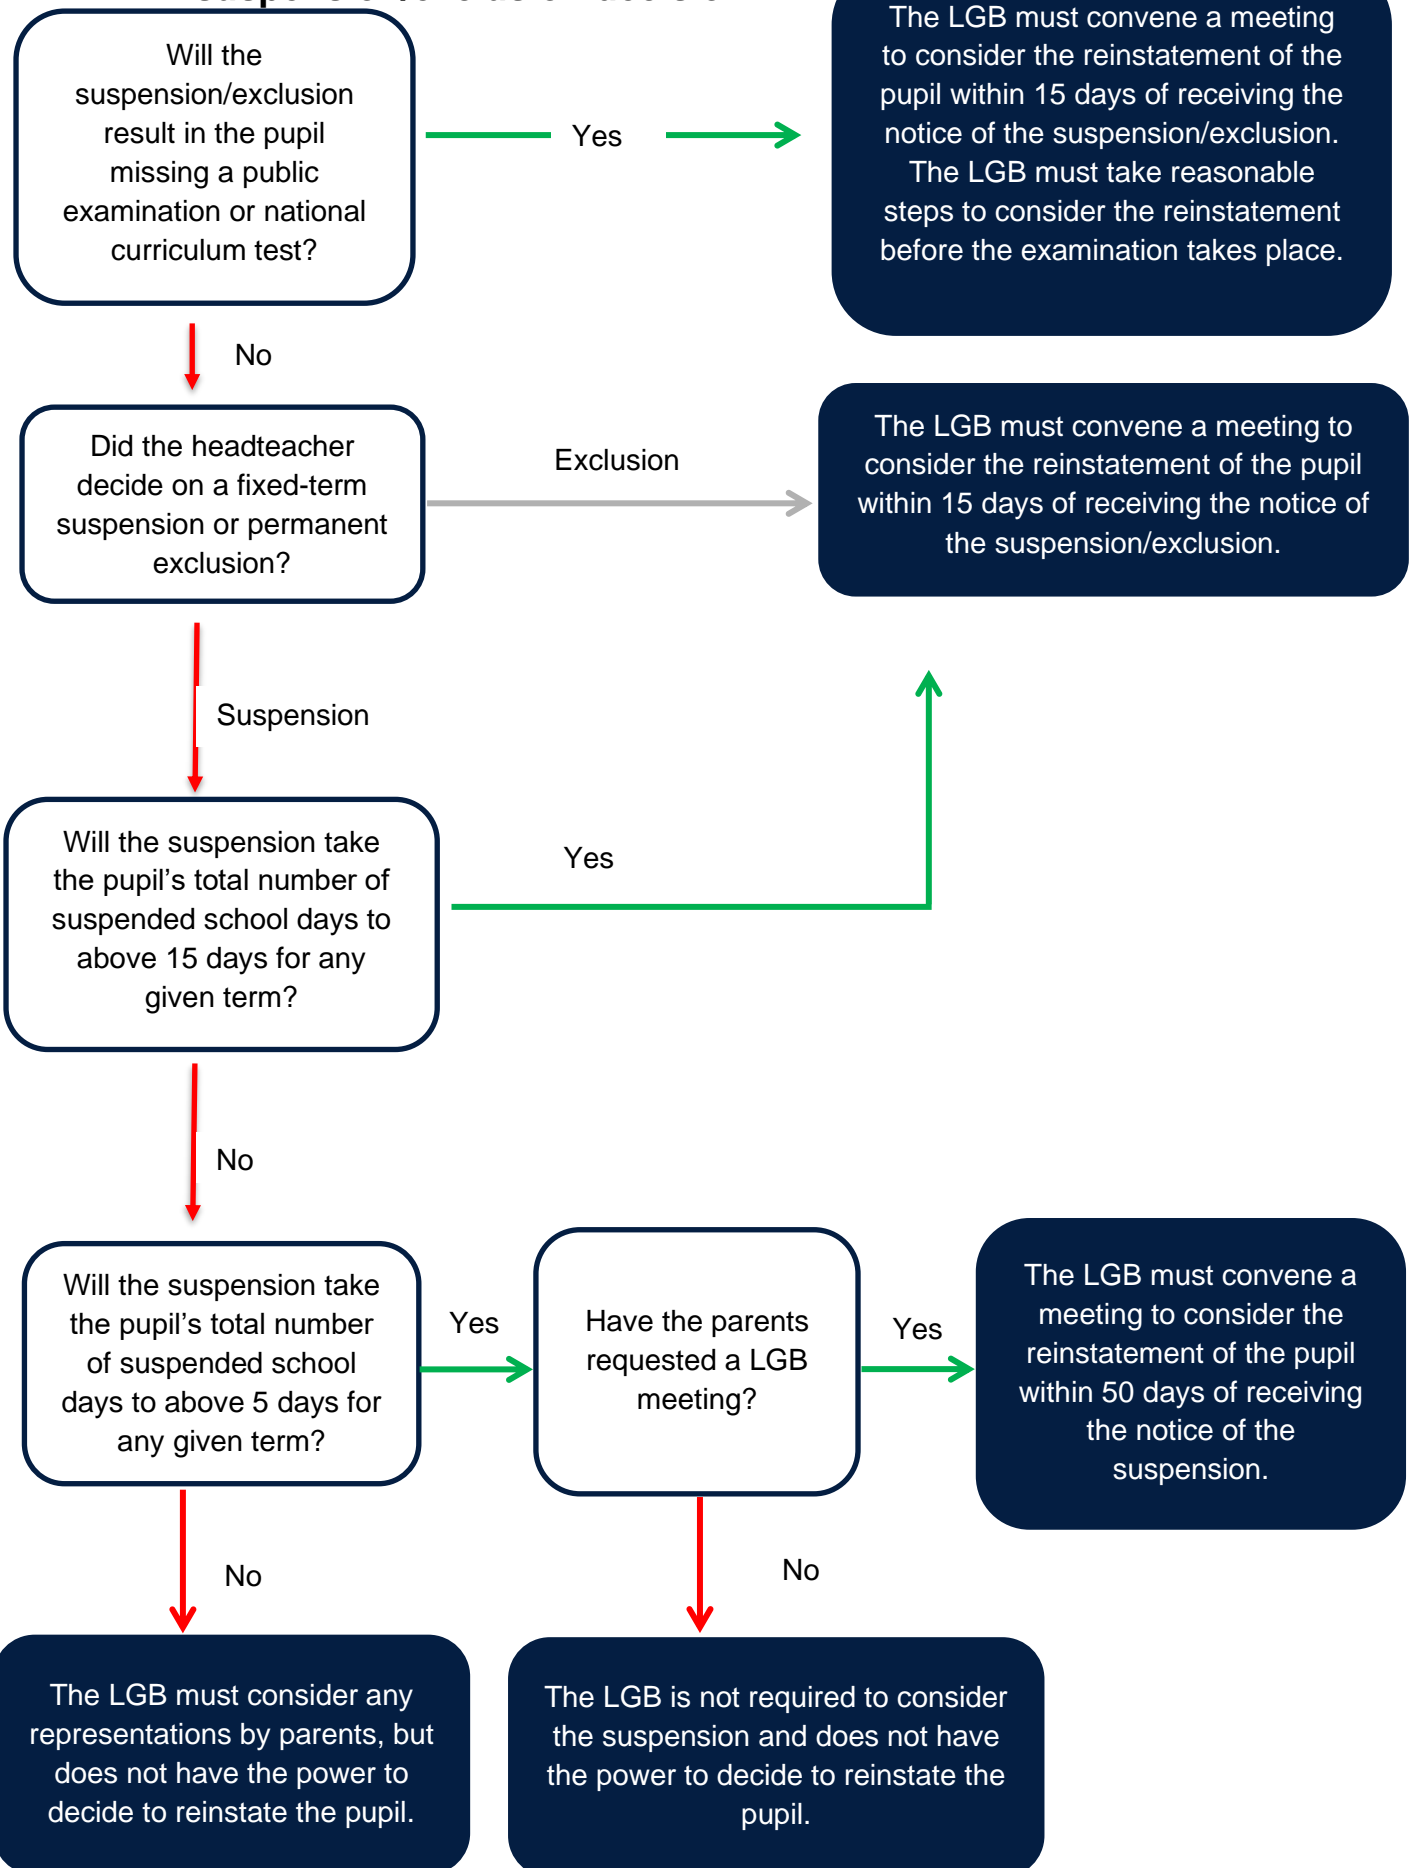 Will the
suspension/exclusion
result in the pupil
missing a public
examination or national
curriculum test?
Yes
The LGB must convene a meeting
to consider the reinstatement of the
pupil within 15 days of receiving the
notice of the suspension/exclusion.
The LGB must take reasonable
steps to consider the reinstatement
before the examination takes place.
No
Did the headteacher
decide on a fixed-term
suspension or permanent
exclusion?
Exclusion
The LGB must convene a meeting to
consider the reinstatement of the pupil
within 15 days of receiving the notice of
the suspension/exclusion.
Suspension
Will the suspension take
the pupil’s total number of
suspended school days to
above 15 days for any
given term?
Yes
No
Will the suspension take
the pupil’s total number
of suspended school
days to above 5 days for
any given term?
Yes
Have the parents
requested a LGB
meeting?
Yes
The LGB must convene a
meeting to consider the
reinstatement of the pupil
within 50 days of receiving
the notice of the
suspension.
No
No
The LGB must consider any
representations by parents, but
does not have the power to
decide to reinstate the pupil.
The LGB is not required to consider
the suspension and does not have
the power to decide to reinstate the
pupil.